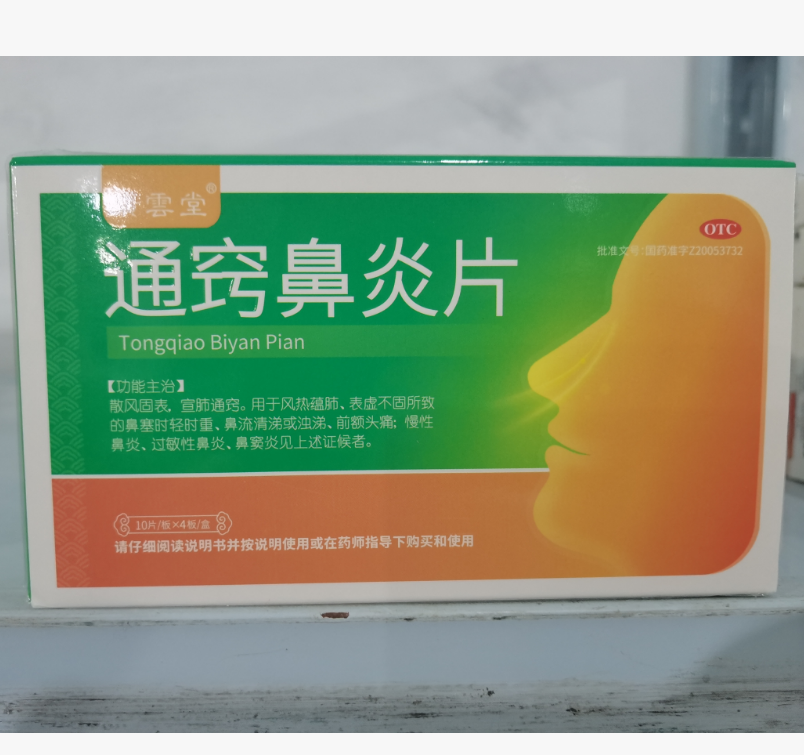 雲堂®
OTC
批准文号:国药准字Z20053732
通窍鼻炎片
Tongqiao Biyan Pian
【功能主治】
散风固表,宣肺通窍。用于风热蕴肺、表虚不固所致
的鼻塞时轻时重、鼻流清涕或浊涕、前额头痛;慢性
鼻炎、过敏性鼻炎、鼻窦炎见上述证候者。
10片/板×4板/盒
请仔细阅读说明书并按说明使用或在药师指导下购买和使用